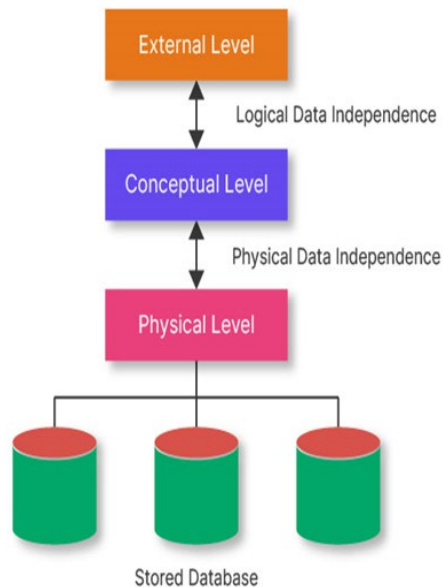 External Level
Logical Data Independence
Conceptual Level
Physical Data Independence
Physical Level
Stored Database